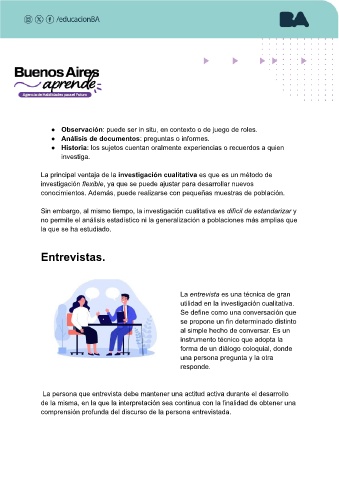 /educacionBA
BA
Buenos Aires
aprende
Agencia de Habilidades para el Futuro
● Observación: puede ser in situ, en contexto o de juego de roles.
● Análisis de documentos: preguntas o informes.
● Historia: los sujetos cuentan oralmente experiencias o recuerdos a quien
investiga.
La principal ventaja de la investigación cualitativa es que es un método de
investigación flexible, ya que se puede ajustar para desarrollar nuevos
conocimientos. Además, puede realizarse con pequeñas muestras de población.
Sin embargo, al mismo tiempo, la investigación cualitativa es difícil de estandarizar y
no permite el análisis estadístico ni la generalización a poblaciones más amplias que
la que se ha estudiado.
Entrevistas.
La entrevista es una técnica de gran
utilidad en la investigación cualitativa.
Se define como una conversación que
se propone un fin determinado distinto
al simple hecho de conversar. Es un
instrumento técnico que adopta la
forma de un diálogo coloquial, donde
una persona pregunta y la otra
responde.
La persona que entrevista debe mantener una actitud activa durante el desarrollo
de la misma, en la que la interpretación sea continua con la finalidad de obtener una
comprensión profunda del discurso de la persona entrevistada.